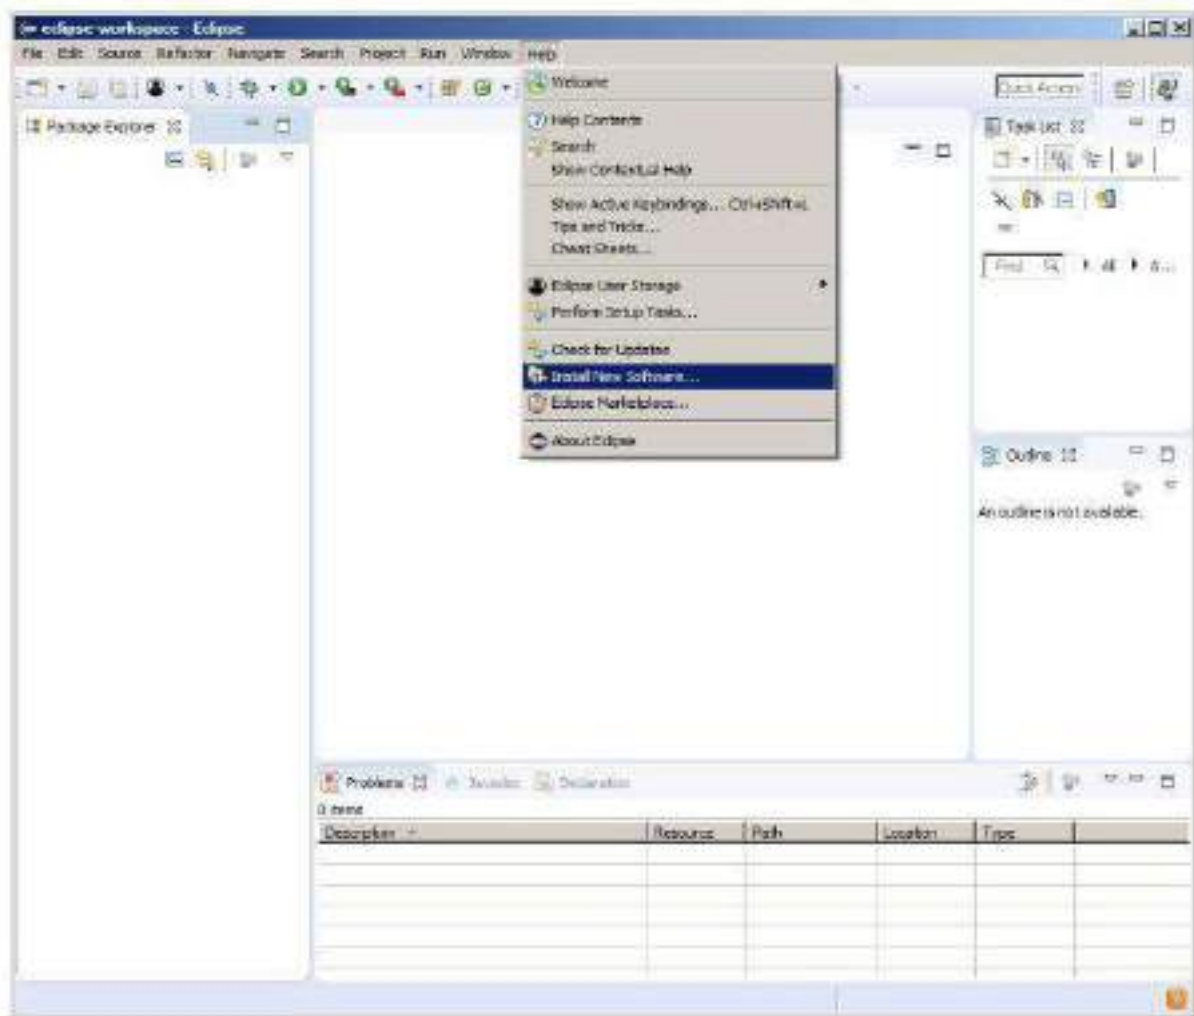 eclipse-workspace - Eclipse
File Edit Source Refactor Navigate Search Project Run Window Help
Quick Access
Package Explorer
Welcome
Help Contents
Search
Show Contextual Help
Show Active Keybindings... Ctrl+Shift+L
Tips and Tricks...
Cheat Sheets...
Eclipse User Storage
Perform Setup Tasks...
Check for Updates
Install New Software...
Eclipse Marketplace...
About Eclipse
Task List
Find All A...
Outline
An outline is not available.
Problems Javadoc Declaration
0 items
Description Resource Path Location Type